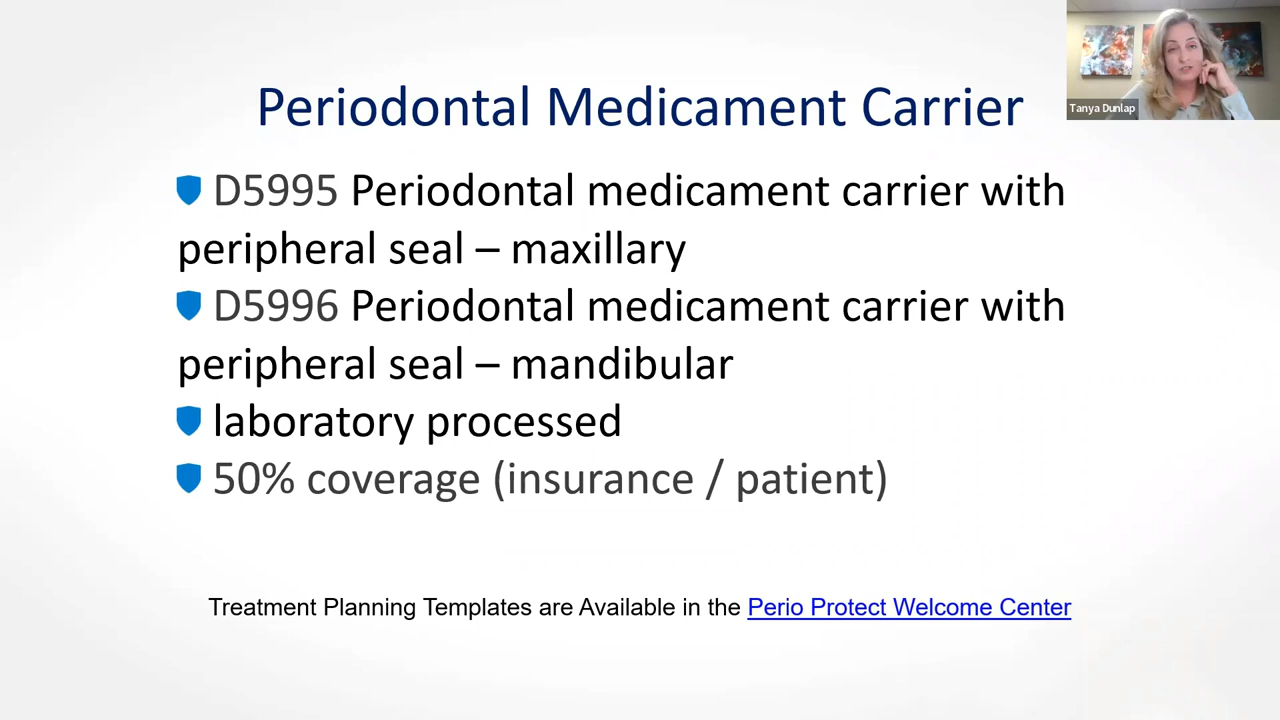 Periodontal Medicament Carrier
Tanya Dunlap
D5995 Periodontal medicament carrier with
peripheral seal – maxillary
D5996 Periodontal medicament carrier with
peripheral seal – mandibular
laboratory processed
50% coverage (insurance / patient)
Treatment Planning Templates are Available in the Perio Protect Welcome Center